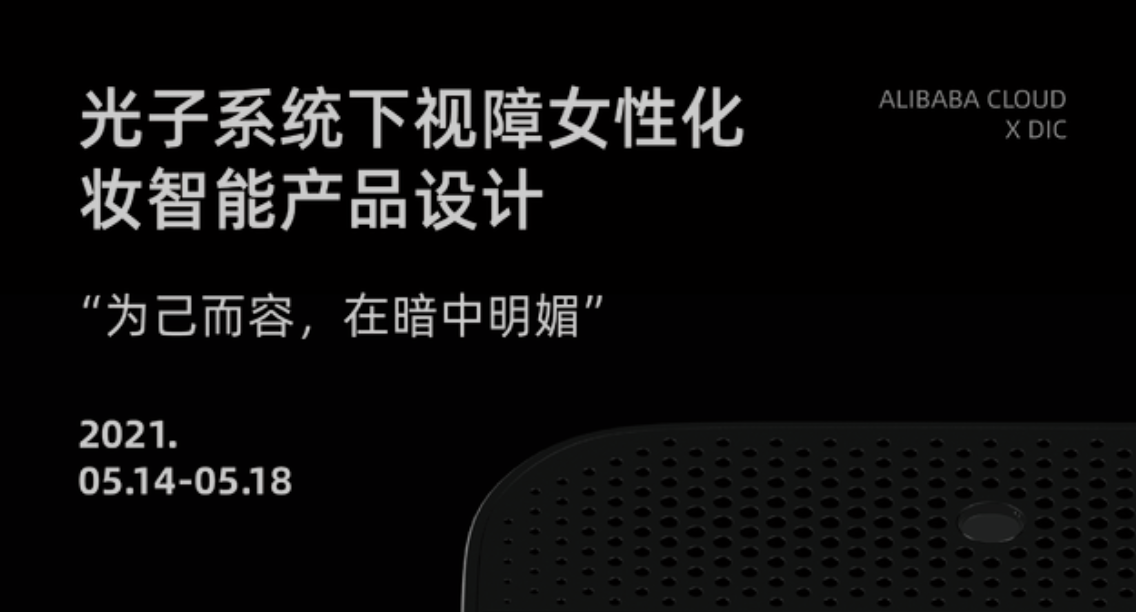 光子系统下视障女性化
妆智能产品设计
ALIBABA CLOUD
X DIC
“为己而容，在暗中明媚”
2021.
05.14-05.18